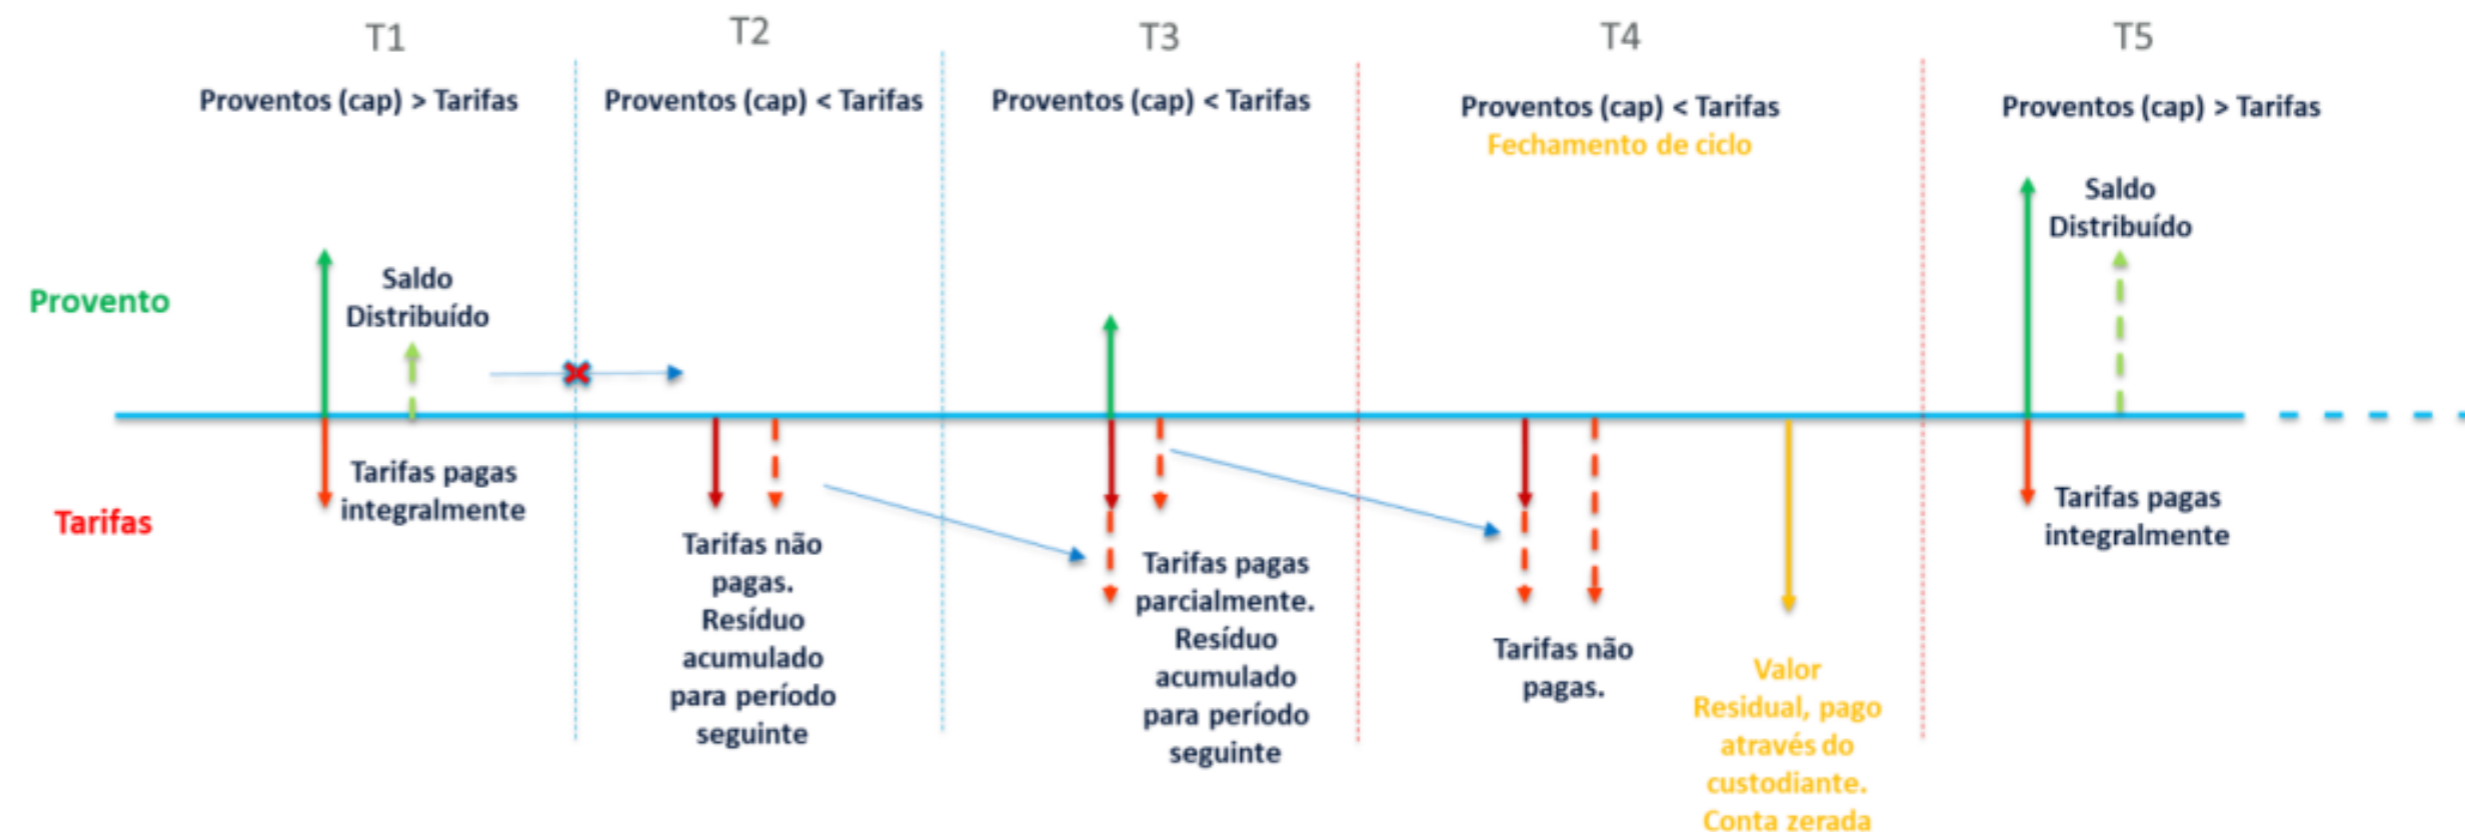 T1
T2
T3
T4
T5
Proventos (cap) > Tarifas
Proventos (cap) < Tarifas
Proventos (cap) < Tarifas
Proventos (cap) < Tarifas
Fechamento de ciclo
Proventos (cap) > Tarifas
Provento
Saldo
Distribuído
Saldo
Distribuído
Tarifas
Tarifas pagas
integralmente
Tarifas não
pagas.
Resíduo
acumulado
para período
seguinte
Tarifas pagas
parcialmente.
Resíduo
acumulado
para período
seguinte
Tarifas não
pagas.
Valor
Residual, pago
através do
custodiante.
Conta zerada
Tarifas pagas
integralmente